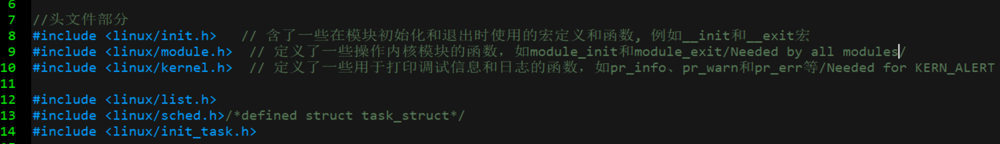 6
7 //头文件部分
8 #include <linux/init.h>   // 含了一些在模块初始化和退出时使用的宏定义和函数, 例如__init和__exit宏
9 #include <linux/module.h>  // 定义了一些操作内核模块的函数，如module_init和module_exit/Needed by all modules/
10 #include <linux/kernel.h>  // 定义了一些用于打印调试信息和日志的函数，如pr_info、pr_warn和pr_err等/Needed for KERN_ALERT
11
12 #include <linux/list.h>
13 #include <linux/sched.h>/*defined struct task_struct*/
14 #include <linux/init_task.h>